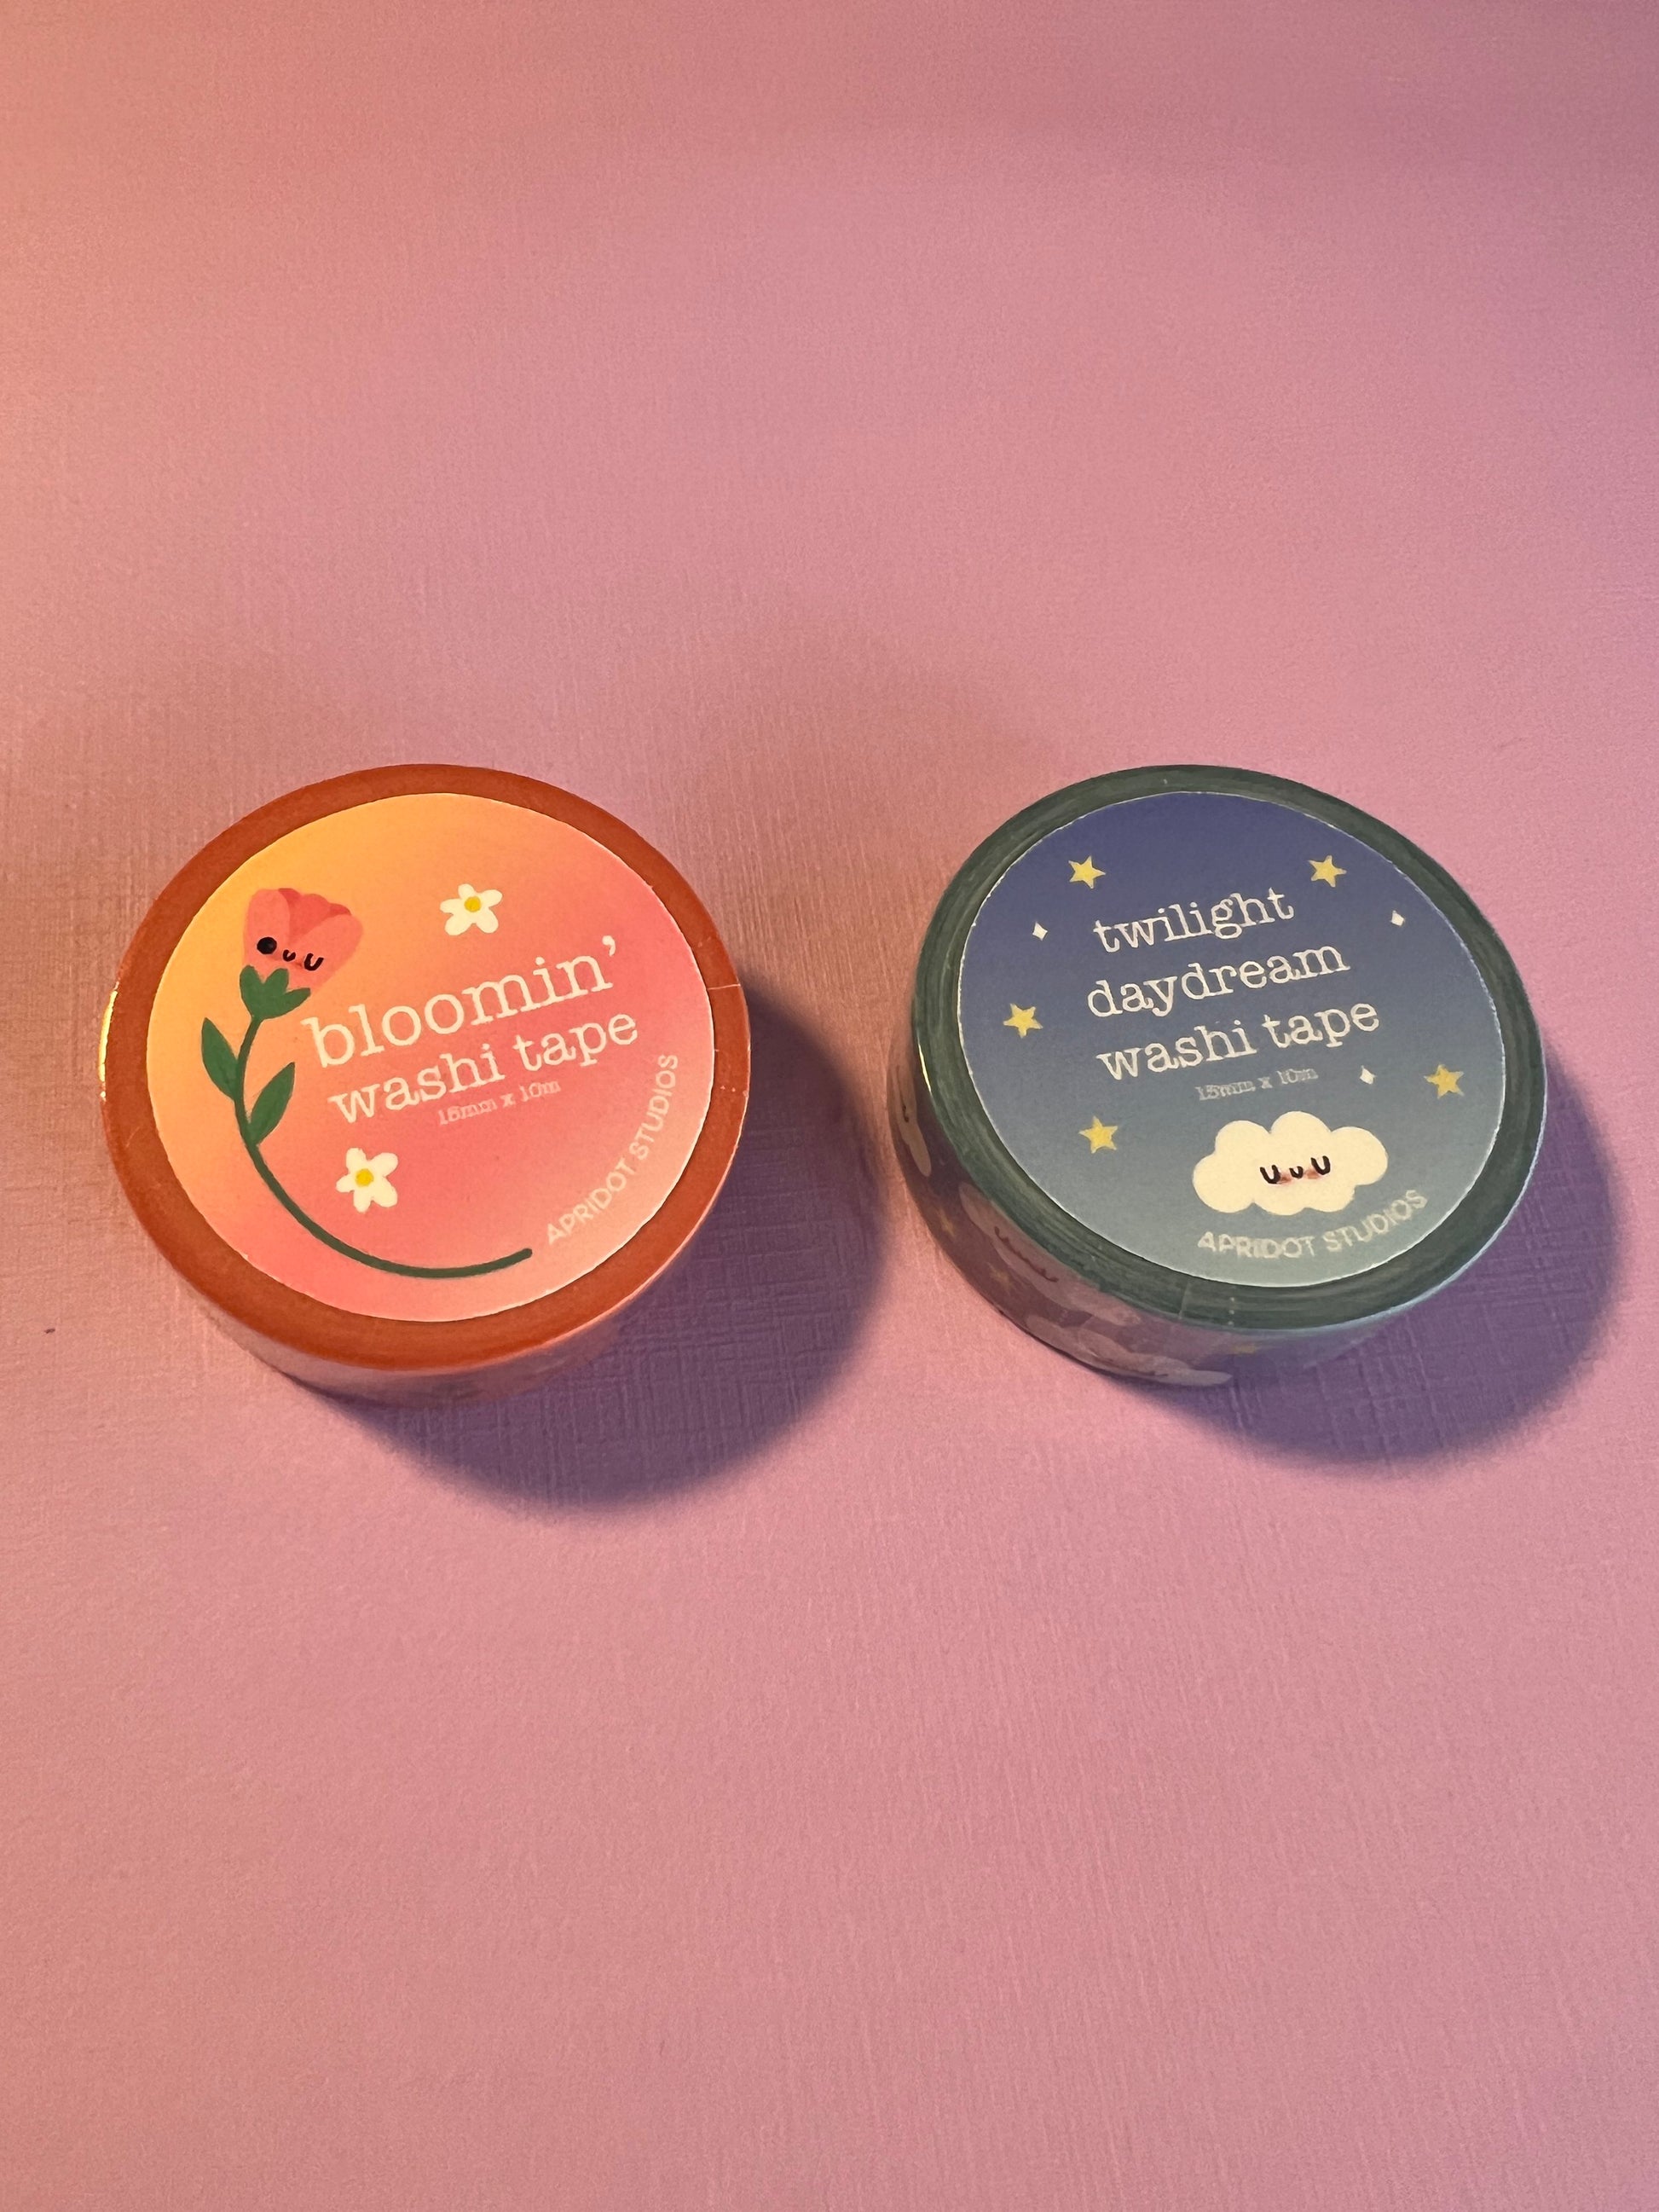 bloomin'
washi tape
15mm x 10m
APRIDOT STUDIOS
twilight
daydream
washi tape
15mm x 10m
APRIDOT STUDIOS